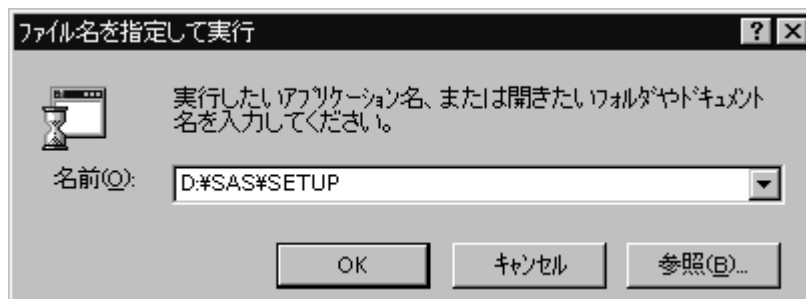 ファイル名を指定して実行
実行したいアプリケーション名、または開きたいフォルダやドキュメント
名を入力してください。
名前(O):
D:¥SAS¥SETUP
OK
キャンセル
参照(B)...